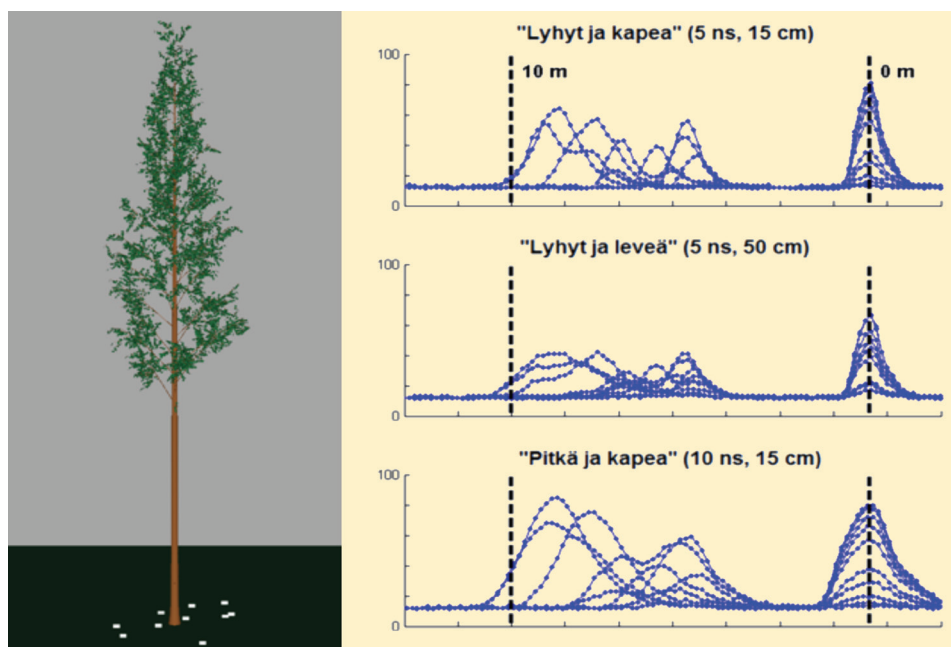 "Lyhyt ja kapea" (5 ns, 15 cm)
100
10 m
0 m
0
"Lyhyt ja leveä" (5 ns, 50 cm)
100
0
"Pitkä ja kapea" (10 ns, 15 cm)
100
0